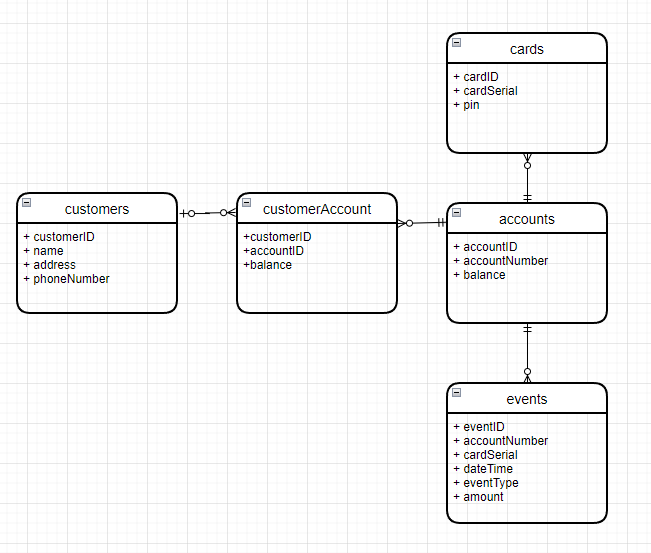 cards
+ cardID
+ cardSerial
+ pin
customers
+ customerID
+ name
+ address
+ phoneNumber
customerAccount
+customerID
+accountID
+balance
accounts
+ accountID
+ accountNumber
+ balance
events
+ eventID
+ accountNumber
+ cardSerial
+ dateTime
+ eventType
+ amount